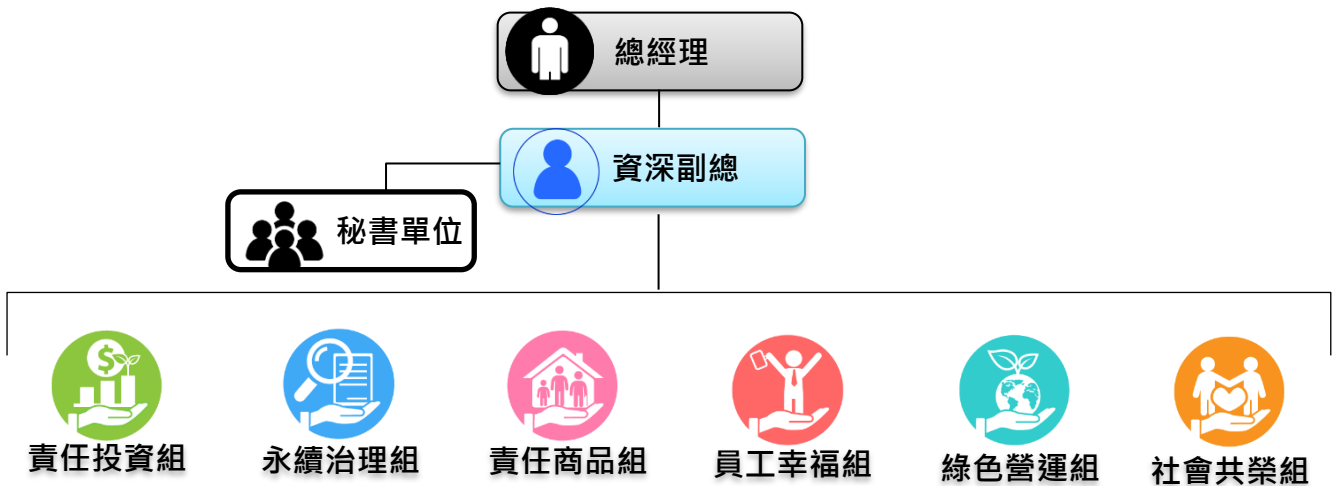 總經理
資深副總
秘書單位
責任投資組
永續治理組
責任商品組
員工幸福組
綠色營運組
社會共榮組